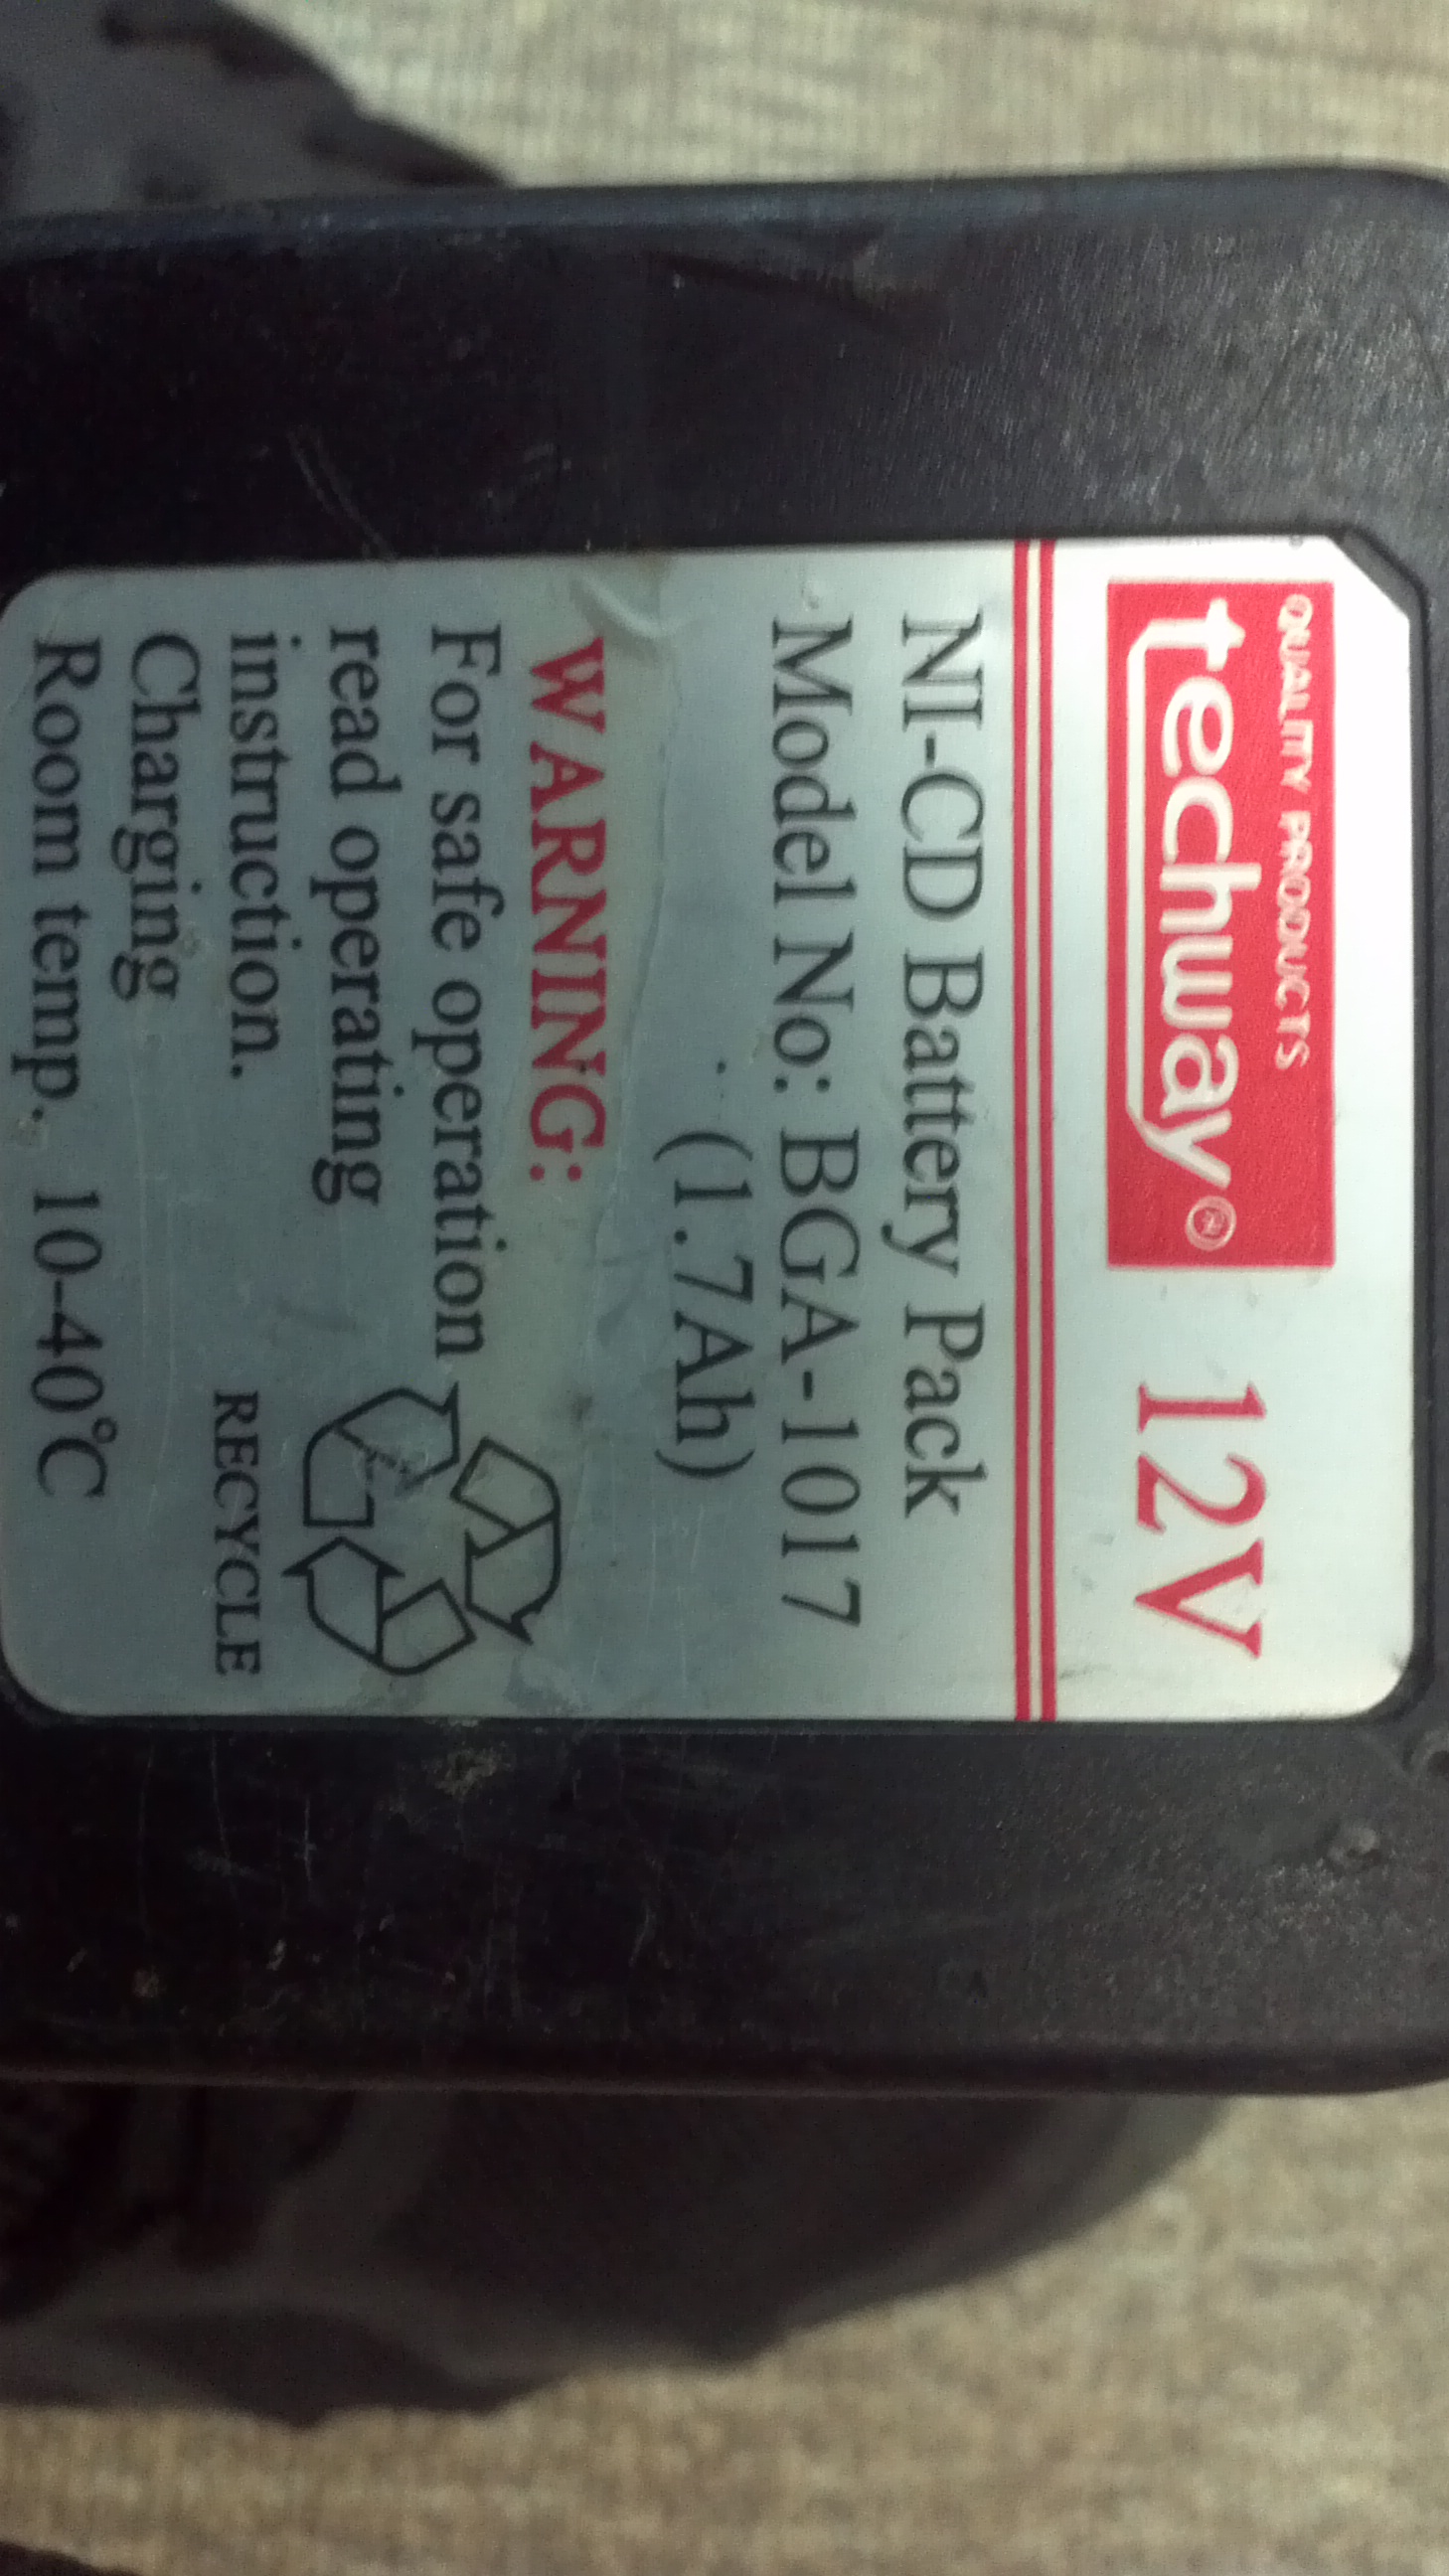 QUALITY PRODUCTS
techway® 12V
NI-CD Battery Pack
Model No: BGA-1017
(1.7Ah)
WARNING:
For safe operation
read operating
instruction.
RECYCLE
Charging
Room temp. 10-40°C